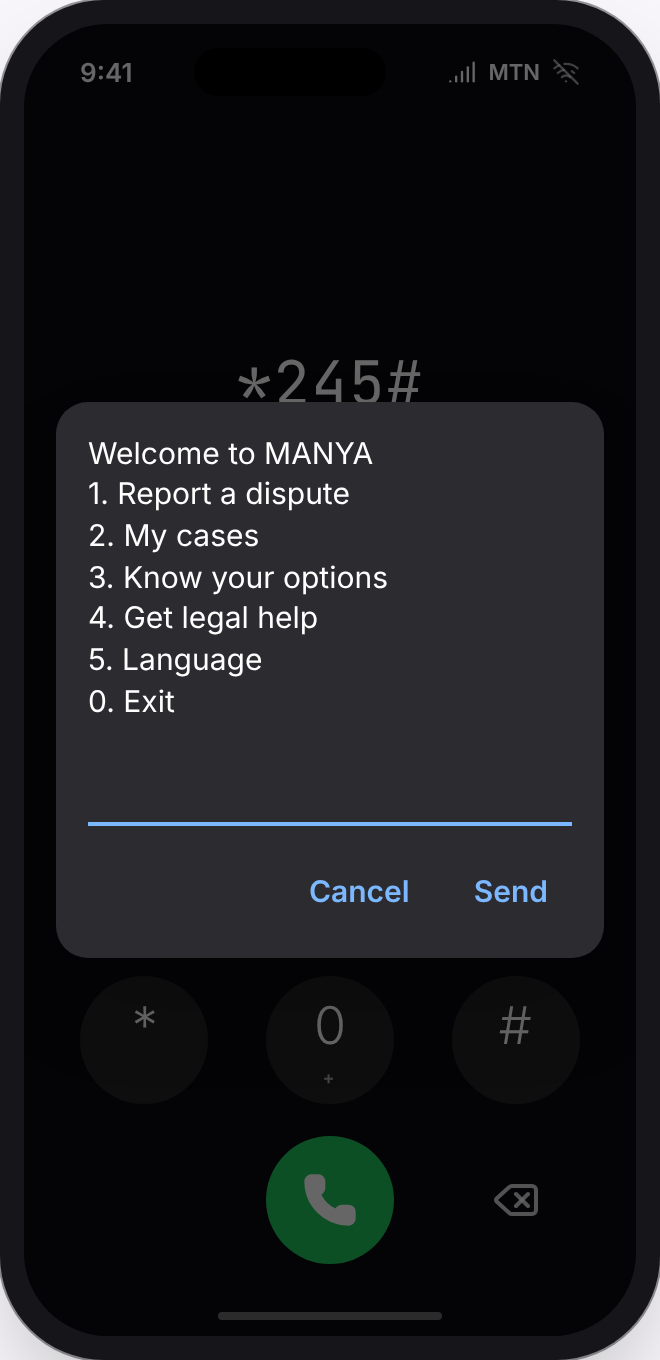 9:41 MTN
*245#
Welcome to MANYA
1. Report a dispute
2. My cases
3. Know your options
4. Get legal help
5. Language
0. Exit
Cancel Send
* 0 #
+